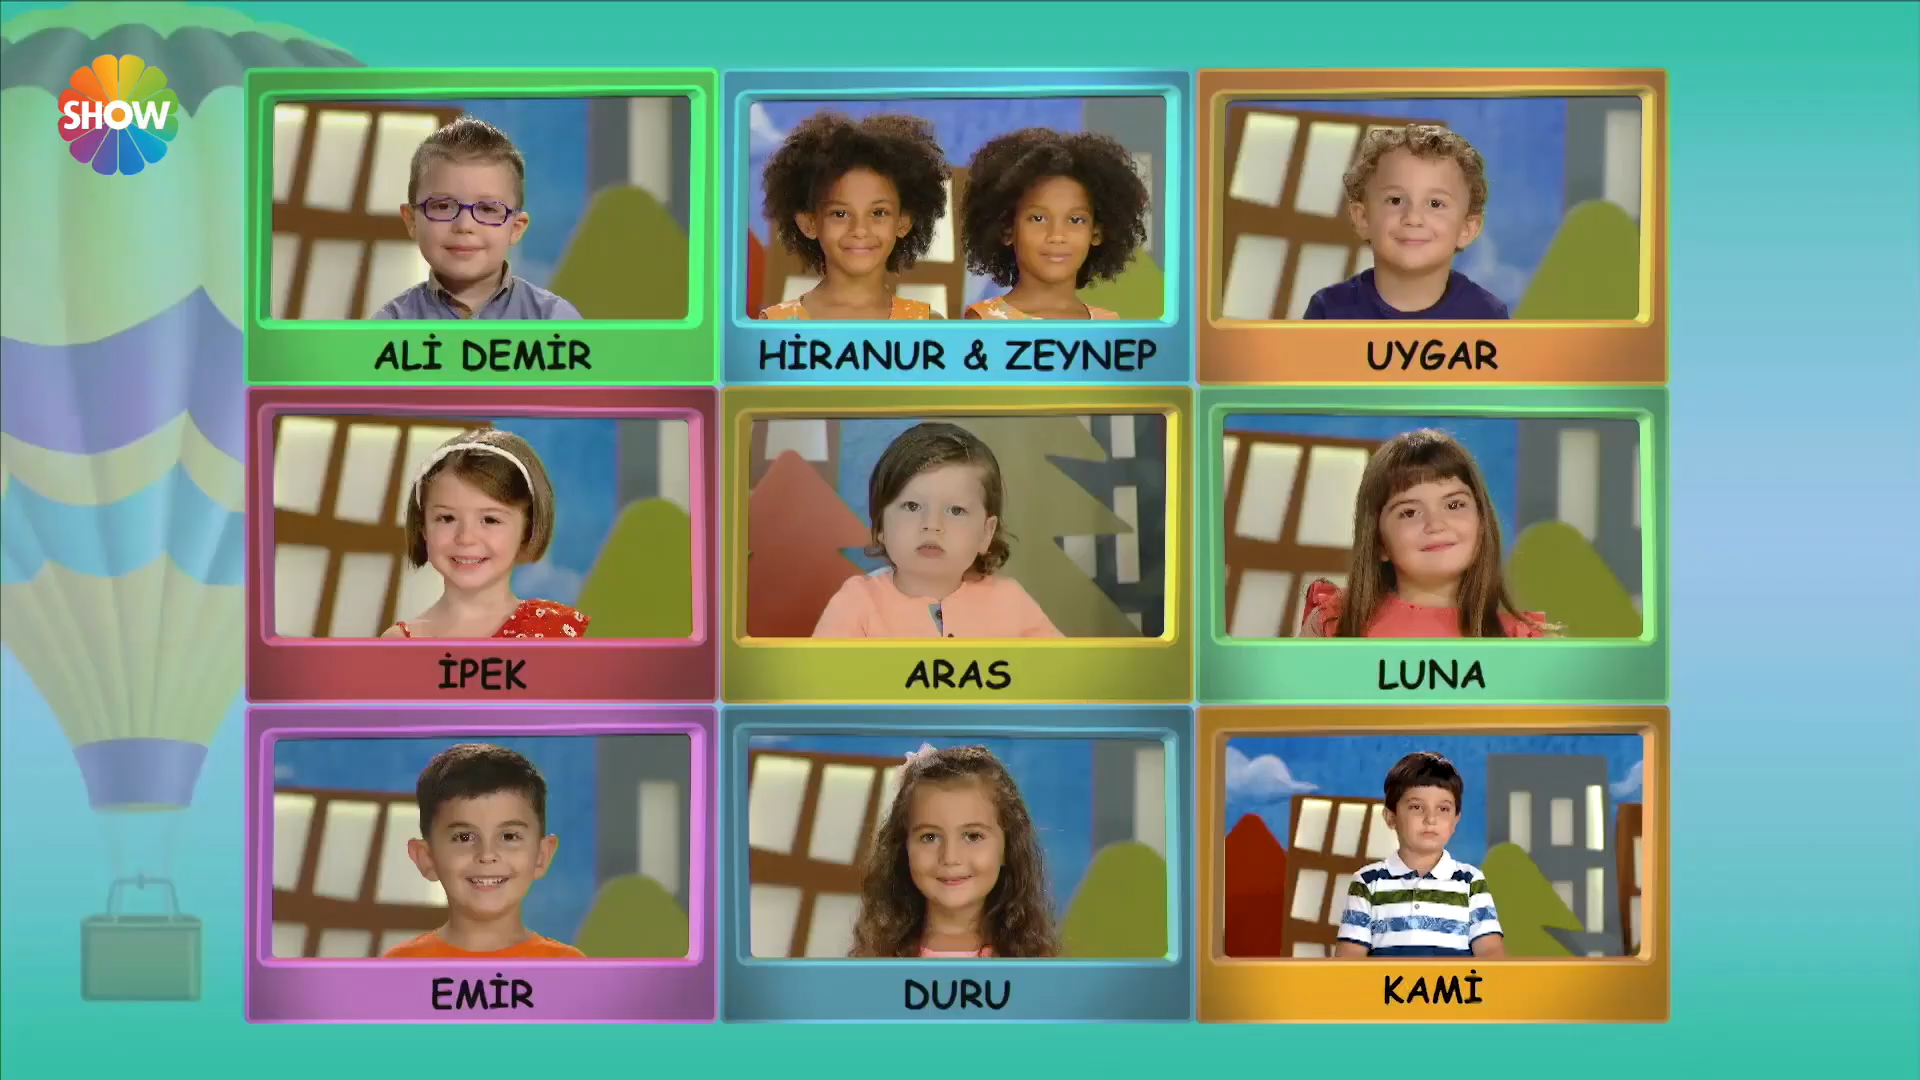 SHOW
ALİ DEMİR
HİRANUR & ZEYNEP
UYGAR
İPEK
ARAS
LUNA
EMİR
DURU
KAMİ